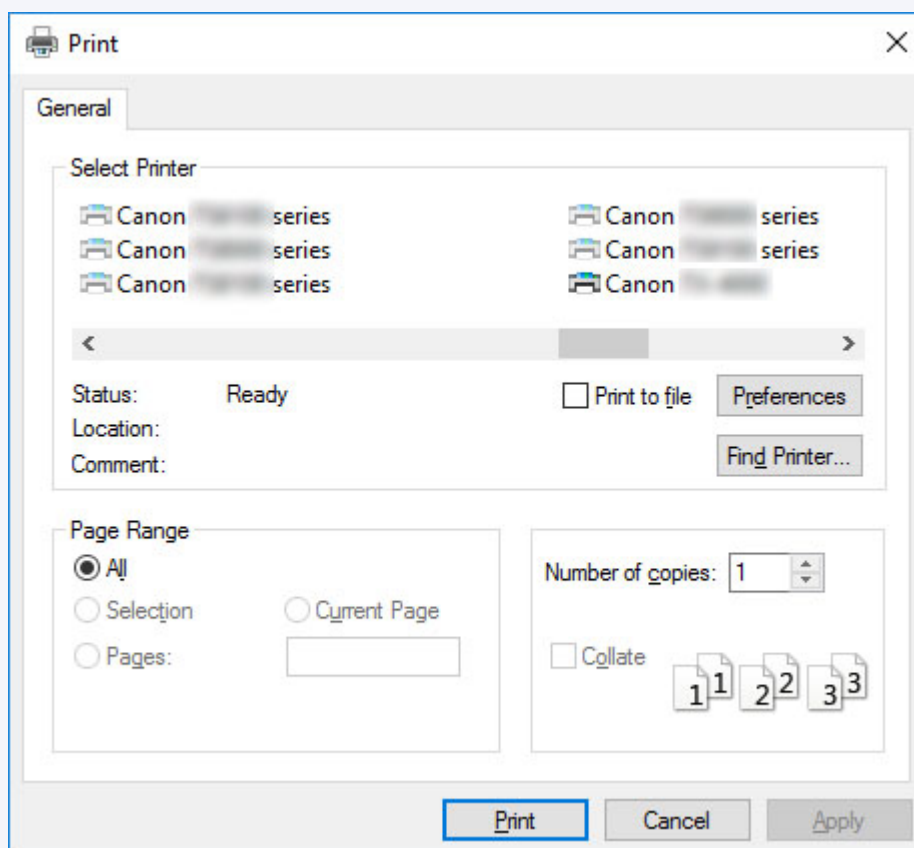 Print
General
Select Printer
Canon series
Canon series
Canon series
Canon series
Canon series
Canon
Status: Ready
Location:
Comment:
Print to file
Preferences
Find Printer...
Page Range
All
Selection
Current Page
Pages:
Number of copies: 1
Collate
1 1 2 2 3 3
Print
Cancel
Apply